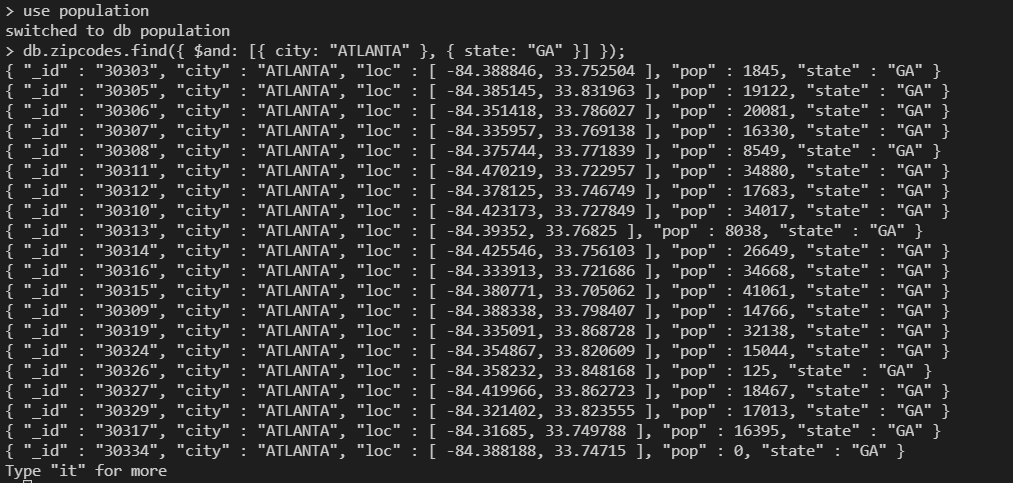 > use population
switched to db population
> db.zipcodes.find({ $and: [{ city: "ATLANTA" }, { state: "GA" }] });
{ "_id" : "30303", "city" : "ATLANTA", "loc" : [ -84.388846, 33.752504 ], "pop" : 1845, "state" : "GA" }
{ "_id" : "30305", "city" : "ATLANTA", "loc" : [ -84.385145, 33.831963 ], "pop" : 19122, "state" : "GA" }
{ "_id" : "30306", "city" : "ATLANTA", "loc" : [ -84.351418, 33.786027 ], "pop" : 20081, "state" : "GA" }
{ "_id" : "30307", "city" : "ATLANTA", "loc" : [ -84.335957, 33.769138 ], "pop" : 16330, "state" : "GA" }
{ "_id" : "30308", "city" : "ATLANTA", "loc" : [ -84.375744, 33.771839 ], "pop" : 8549, "state" : "GA" }
{ "_id" : "30311", "city" : "ATLANTA", "loc" : [ -84.470219, 33.722957 ], "pop" : 34880, "state" : "GA" }
{ "_id" : "30312", "city" : "ATLANTA", "loc" : [ -84.378125, 33.746749 ], "pop" : 17683, "state" : "GA" }
{ "_id" : "30310", "city" : "ATLANTA", "loc" : [ -84.423173, 33.727849 ], "pop" : 34017, "state" : "GA" }
{ "_id" : "30313", "city" : "ATLANTA", "loc" : [ -84.39352, 33.76825 ], "pop" : 8038, "state" : "GA" }
{ "_id" : "30314", "city" : "ATLANTA", "loc" : [ -84.425546, 33.756103 ], "pop" : 26649, "state" : "GA" }
{ "_id" : "30316", "city" : "ATLANTA", "loc" : [ -84.333913, 33.721686 ], "pop" : 34668, "state" : "GA" }
{ "_id" : "30315", "city" : "ATLANTA", "loc" : [ -84.380771, 33.705062 ], "pop" : 41061, "state" : "GA" }
{ "_id" : "30309", "city" : "ATLANTA", "loc" : [ -84.388338, 33.798407 ], "pop" : 14766, "state" : "GA" }
{ "_id" : "30319", "city" : "ATLANTA", "loc" : [ -84.335091, 33.868728 ], "pop" : 32138, "state" : "GA" }
{ "_id" : "30324", "city" : "ATLANTA", "loc" : [ -84.354867, 33.820609 ], "pop" : 15044, "state" : "GA" }
{ "_id" : "30326", "city" : "ATLANTA", "loc" : [ -84.358232, 33.848168 ], "pop" : 125, "state" : "GA" }
{ "_id" : "30327", "city" : "ATLANTA", "loc" : [ -84.419966, 33.862723 ], "pop" : 18467, "state" : "GA" }
{ "_id" : "30329", "city" : "ATLANTA", "loc" : [ -84.321402, 33.823555 ], "pop" : 17013, "state" : "GA" }
{ "_id" : "30317", "city" : "ATLANTA", "loc" : [ -84.31685, 33.749788 ], "pop" : 16395, "state" : "GA" }
{ "_id" : "30334", "city" : "ATLANTA", "loc" : [ -84.388188, 33.74715 ], "pop" : 0, "state" : "GA" }
Type "it" for more